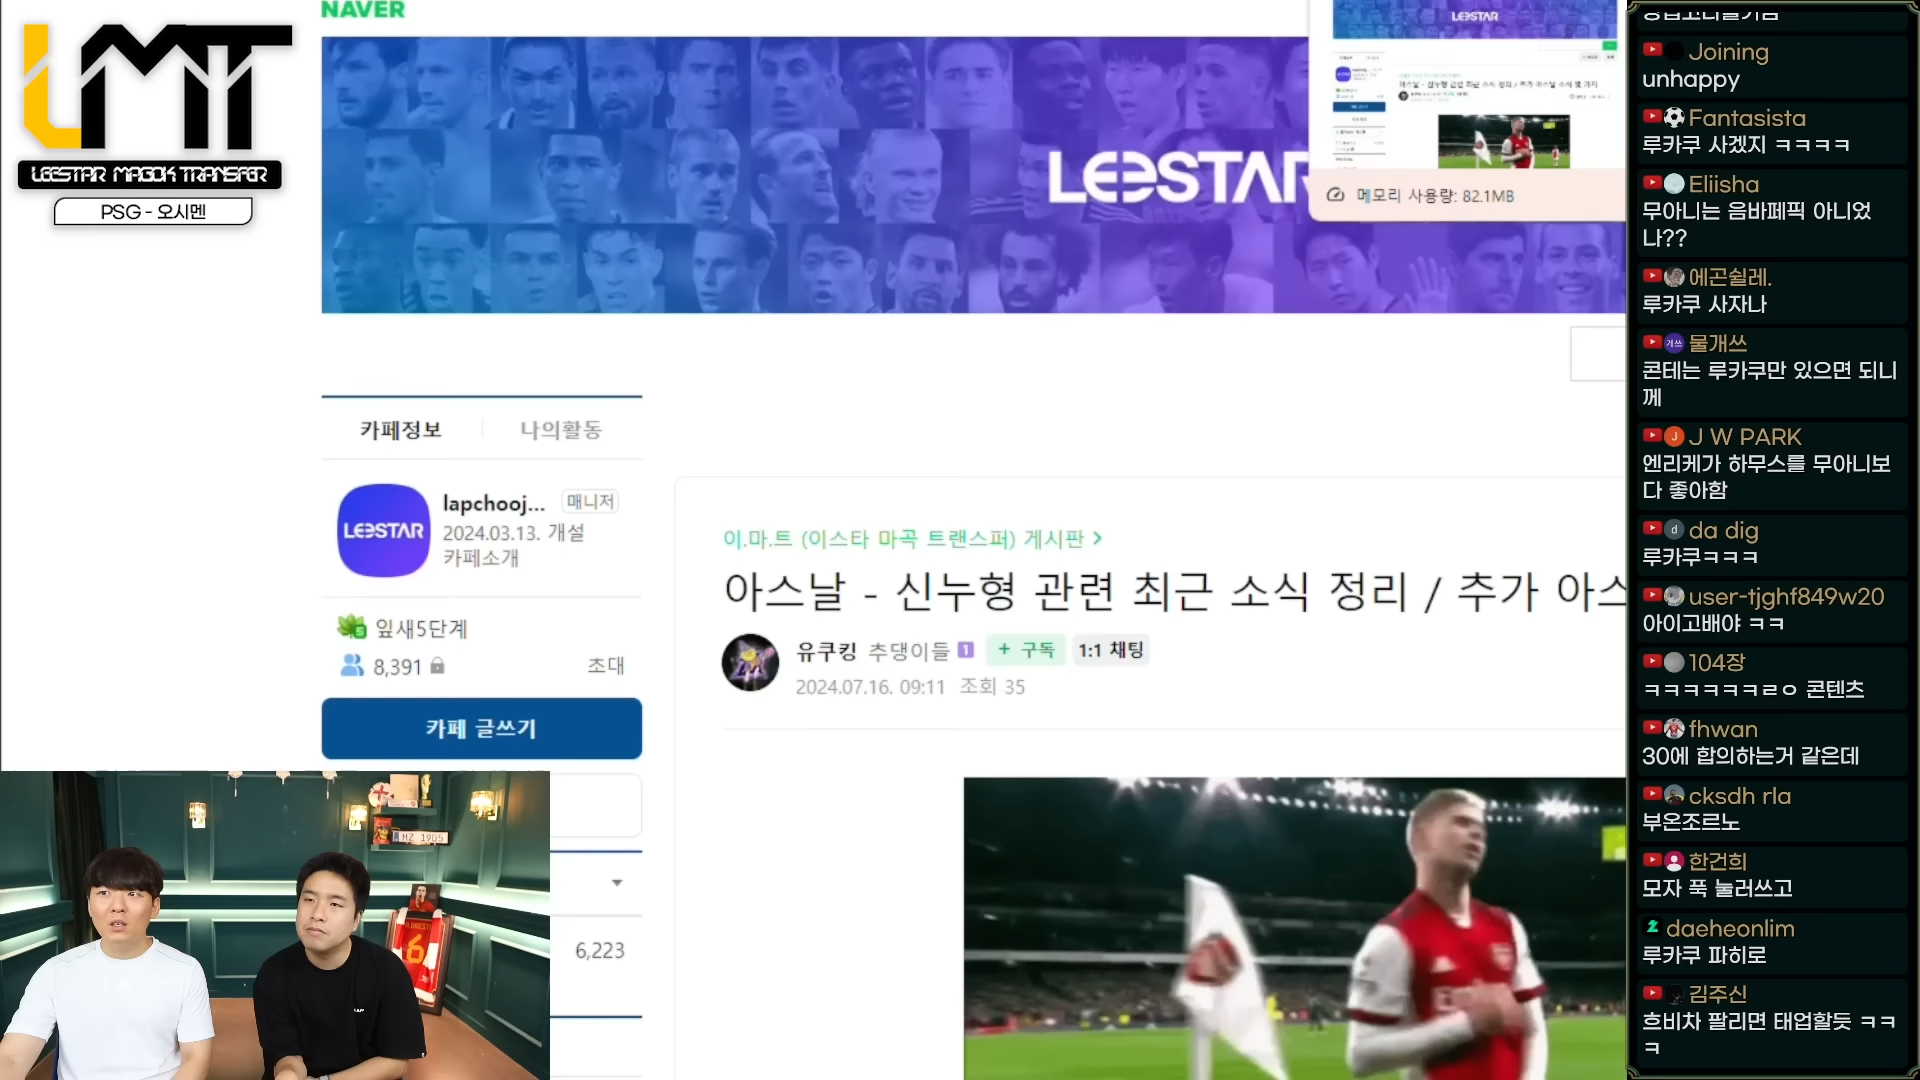 LMT
LEESTAR MAGOK TRANSFER
PSG - 오시멘
NAVER
LEESTAR
LEESTAR
메모리 사용량: 82.1MB
카페정보
나의활동
LEESTAR
lapchooj...
매니저
2024.03.13. 개설
카페소개
잎새5단계
8,391
초대
카페 글쓰기
6,223
이.마.트 (이스타 마곡 트랜스퍼) 게시판 >
아스날 - 신누형 관련 최근 소식 정리 / 추가 아스
유쿠킹 추댕이들 1 + 구독 1:1 채팅
2024.07.16. 09:11 조회 35
MZ 1905
6
Joining
unhappy
Fantasista
루카쿠 사겠지 ㅋㅋㅋㅋ
Eliisha
무아니는 음바페픽 아니었
나??
에곤쉴레.
루카쿠 사자나
개쓰 물개쓰
콘테는 루카쿠만 있으면 되니
께
J J W PARK
엔리케가 하무스를 무아니보
다 좋아함
d da dig
루카쿠ㅋㅋㅋ
user-tjghf849w20
아이고배야 ㅋㅋ
104장
ㅋㅋㅋㅋㅋㅋㄹㅇ 콘텐츠
fhwan
30에 합의하는거 같은데
cksdh rla
부온조르노
한건희
모자 푹 눌러쓰고
daeheonlim
루카쿠 파히로
김주신
흐비차 팔리면 태업할듯 ㅋㅋ
ㅋ